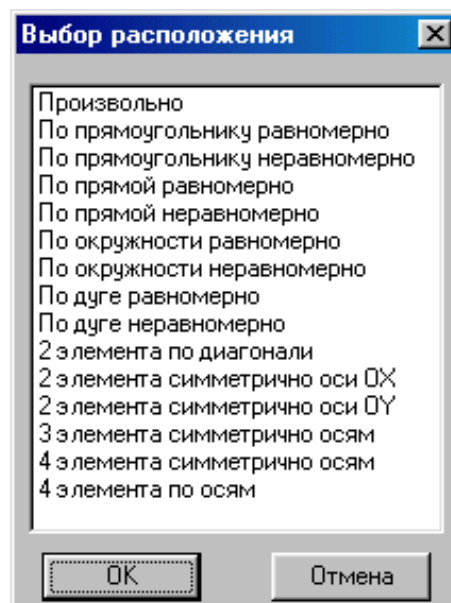 Выбор расположения
Произвольно
По прямоугольнику равномерно
По прямоугольнику неравномерно
По прямой равномерно
По прямой неравномерно
По окружности равномерно
По окружности неравномерно
По дуге равномерно
По дуге неравномерно
2 элемента по диагонали
2 элемента симметрично оси OX
2 элемента симметрично оси OY
3 элемента симметрично осям
4 элемента симметрично осям
4 элемента по осям
OK Отмена